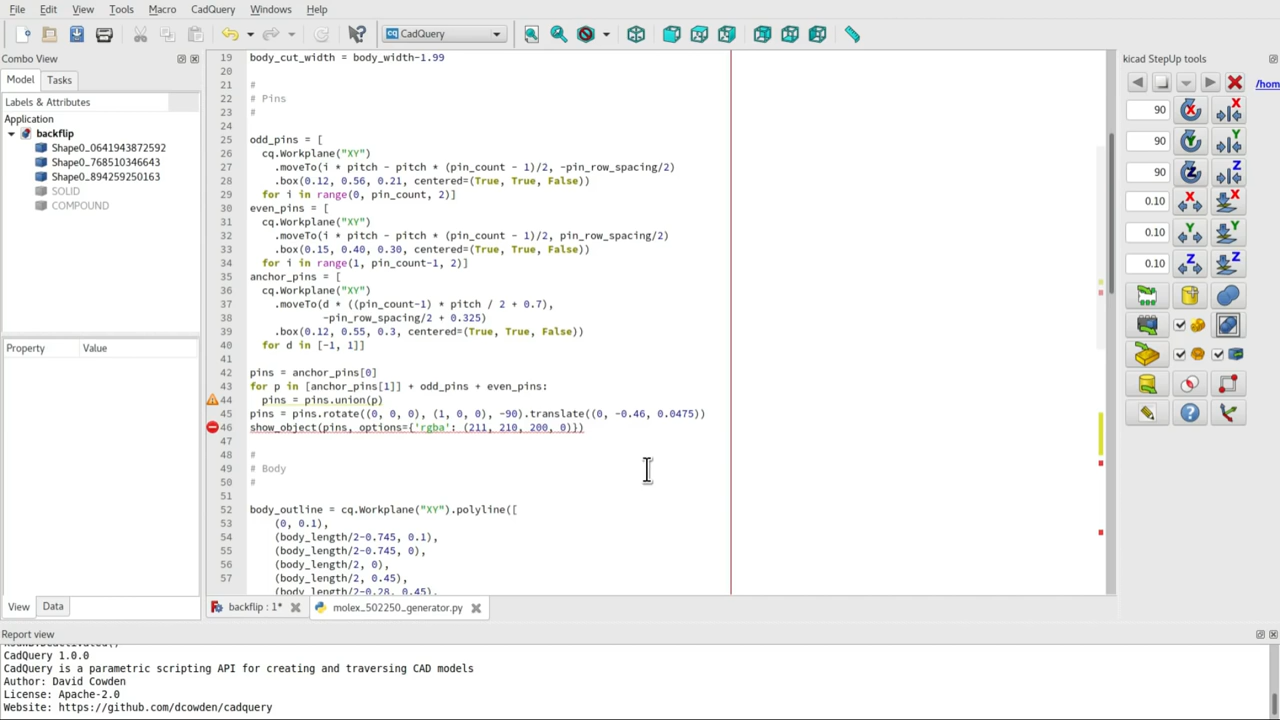 File Edit View Tools Macro CadQuery Windows Help
CadQuery
Combo View
Model Tasks
Labels & Attributes
Application
backflip
Shape0_0641943872592
Shape0_768510346643
Shape0_894259250163
SOLID
COMPOUND
Property Value
View Data
19 body_cut_width = body_width-1.99
20
21 #
22 # Pins
23 #
24
25 odd_pins = [
26 cq.Workplane("XY")
27 .moveTo(i * pitch - pitch * (pin_count - 1)/2, -pin_row_spacing/2)
28 .box(0.12, 0.56, 0.21, centered=(True, True, False))
29 for i in range(0, pin_count, 2)]
30 even_pins = [
31 cq.Workplane("XY")
32 .moveTo(i * pitch - pitch * (pin_count - 1)/2, pin_row_spacing/2)
33 .box(0.15, 0.40, 0.30, centered=(True, True, False))
34 for i in range(1, pin_count-1, 2)]
35 anchor_pins = [
36 cq.Workplane("XY")
37 .moveTo(d * ((pin_count-1) * pitch / 2 + 0.7),
38 -pin_row_spacing/2 + 0.325)
39 .box(0.12, 0.55, 0.3, centered=(True, True, False))
40 for d in [-1, 1]]
41
42 pins = anchor_pins[0]
43 for p in [anchor_pins[1]] + odd_pins + even_pins:
44 pins = pins.union(p)
45 pins = pins.rotate((0, 0, 0), (1, 0, 0), -90).translate((0, -0.46, 0.0475))
46 show_object(pins, options={'rgba': (211, 210, 200, 0)})
47
48 #
49 # Body
50 #
51
52 body_outline = cq.Workplane("XY").polyline([
53 (0, 0.1),
54 (body_length/2-0.745, 0.1),
55 (body_length/2-0.745, 0),
56 (body_length/2, 0),
57 (body_length/2, 0.45),
(body_length/2-0.28, 0.45),
backflip : 1* molex_502250_generator.py
kicad StepUp tools
/hom
90 X X
90 Y Y
90 Z Z
0.10 X X
0.10 Y Y
0.10 Z Z
Report view
CadQuery 1.0.0
CadQuery is a parametric scripting API for creating and traversing CAD models
Author: David Cowden
License: Apache-2.0
Website: https://github.com/dcowden/cadquery